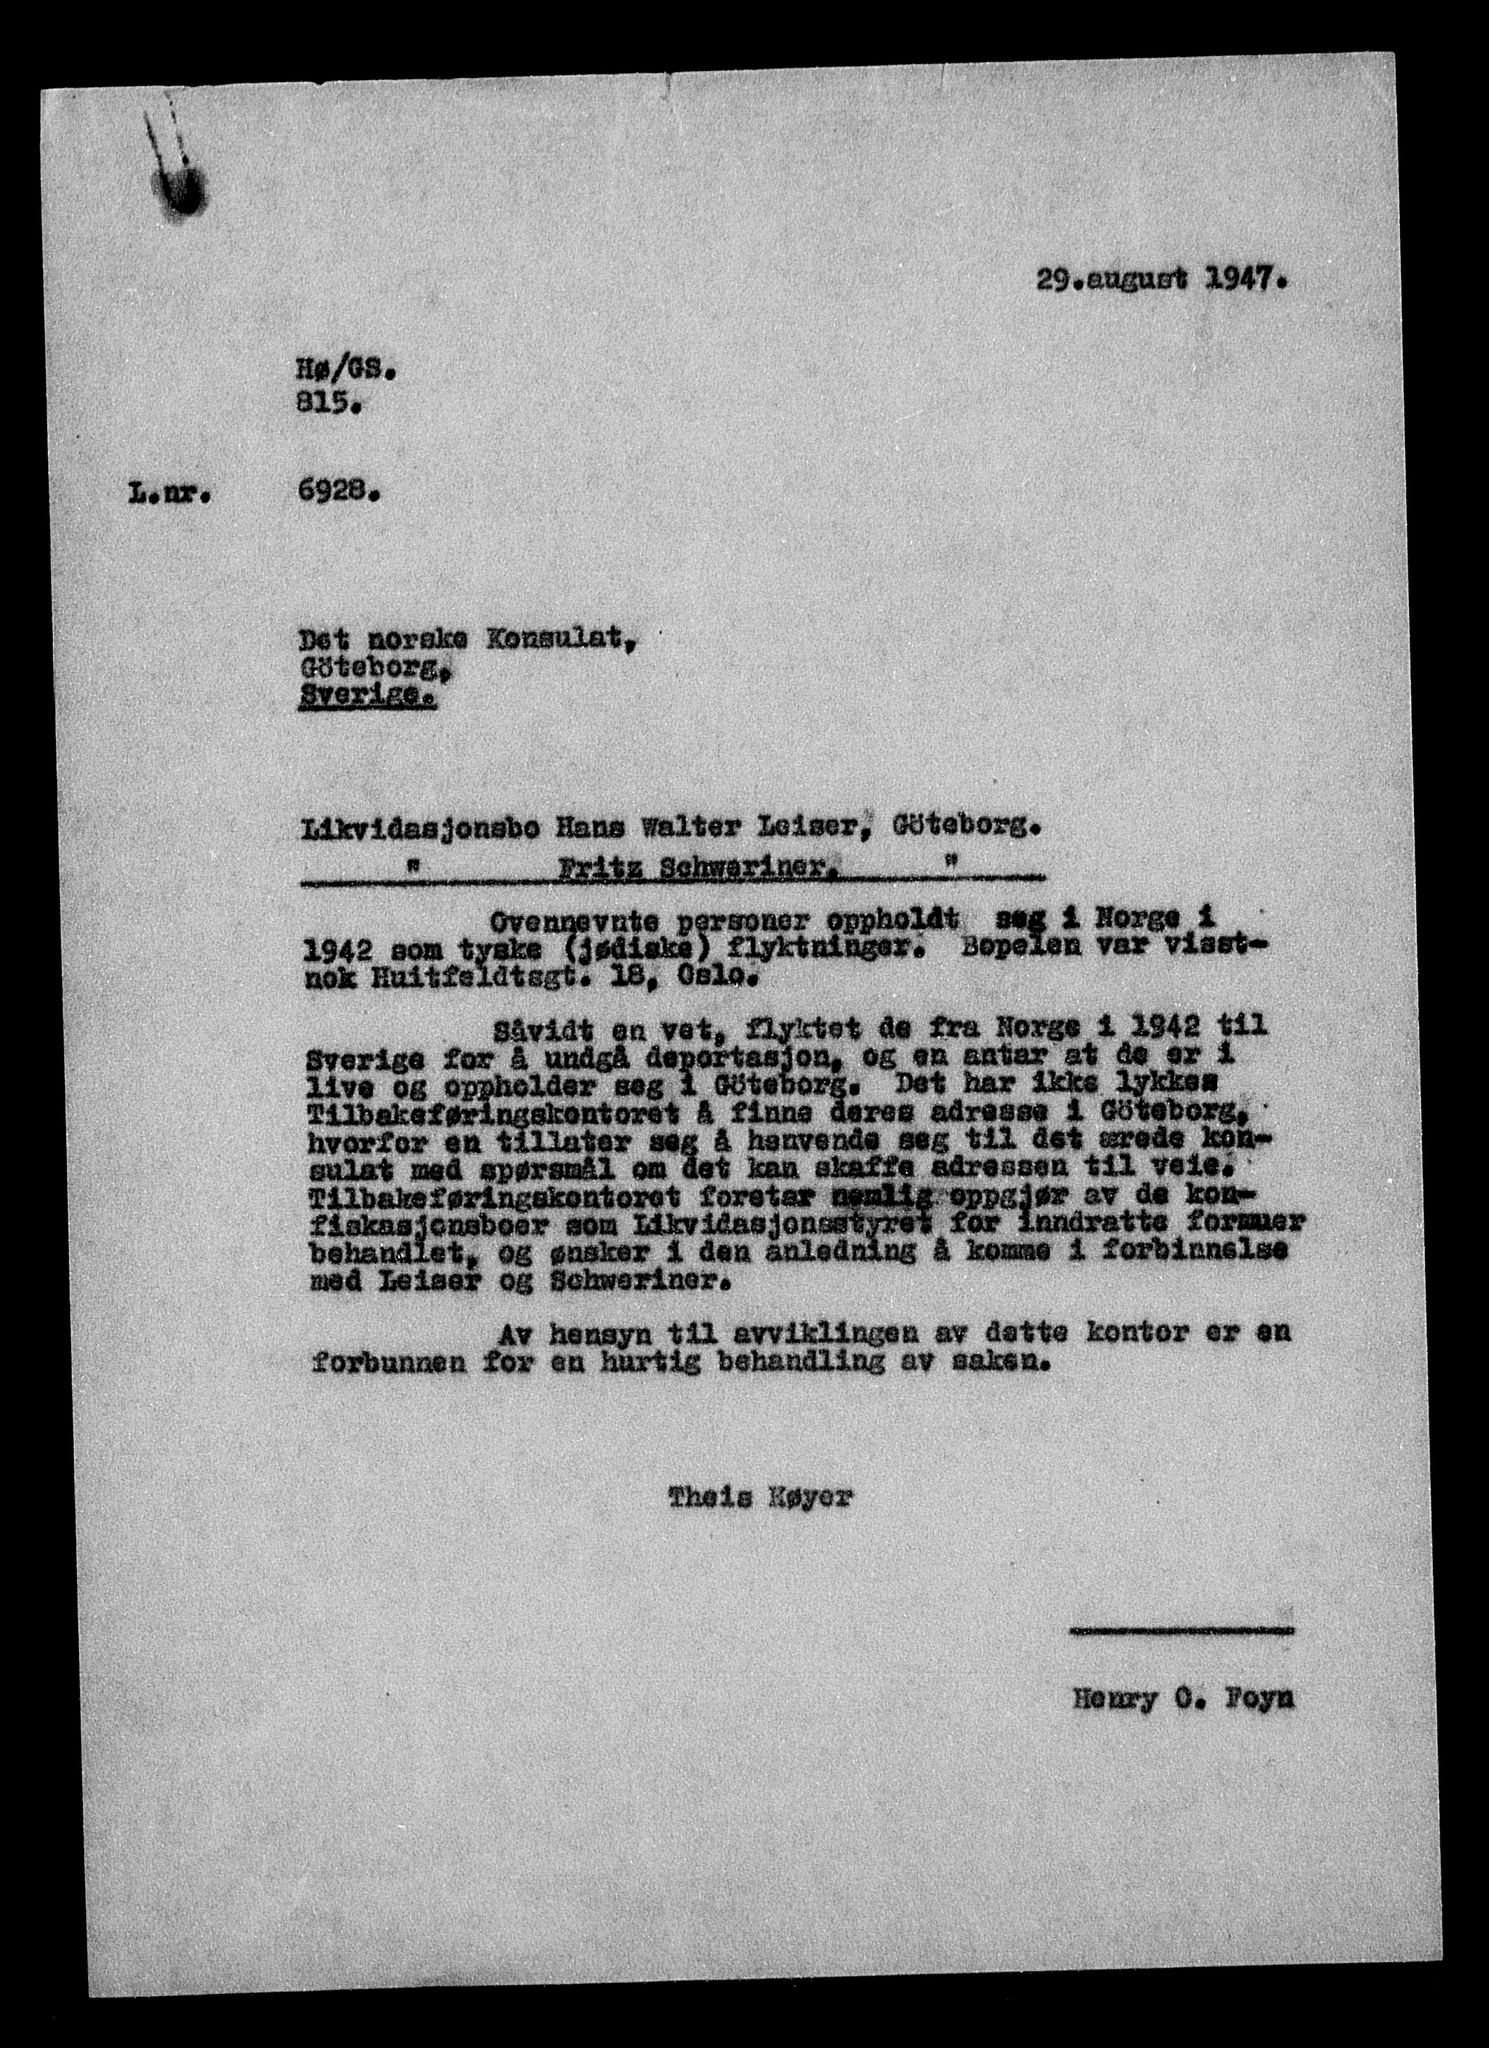 29.august 1947.
Hø/GS.
815.
L.nr. 6928.
Det norske Konsulat,
Göteborg,
Sverige.
Likvidasjonsbo Hans Walter Leiser, Göteborg.
" Fritz Schweriner, "
Ovennevnte personer oppholdt seg i Norge i
1942 som tyske (jødiske) flyktninger. Bopelen var visst-
nok Huitfeldtsgt. 18, Oslo.
Såvidt en vet, flyktet de fra Norge i 1942 til
Sverige for å undgå deportasjon, og en antar at de er i
live og oppholder seg i Göteborg. Det har ikke lykkes
Tilbakeføringskontoret å finne deres adresse i Göteborg,
hvorfor en tillater seg å henvende seg til det ærede kon-
sulat med spørsmål om det kan skaffe adressen til veie.
Tilbakeføringskontoret foretar nemlig oppgjør av de kon-
fiskasjonsboer som Likvidasjonsstyret for inndratte formuer
behandlet, og ønsker i den anledning å komme i forbinnelse
med Leiser og Schweriner.
Av hensyn til avviklingen av dette kontor er en
forbunnen for en hurtig behandling av saken.
Theis Køyer
Henry C. Foyn